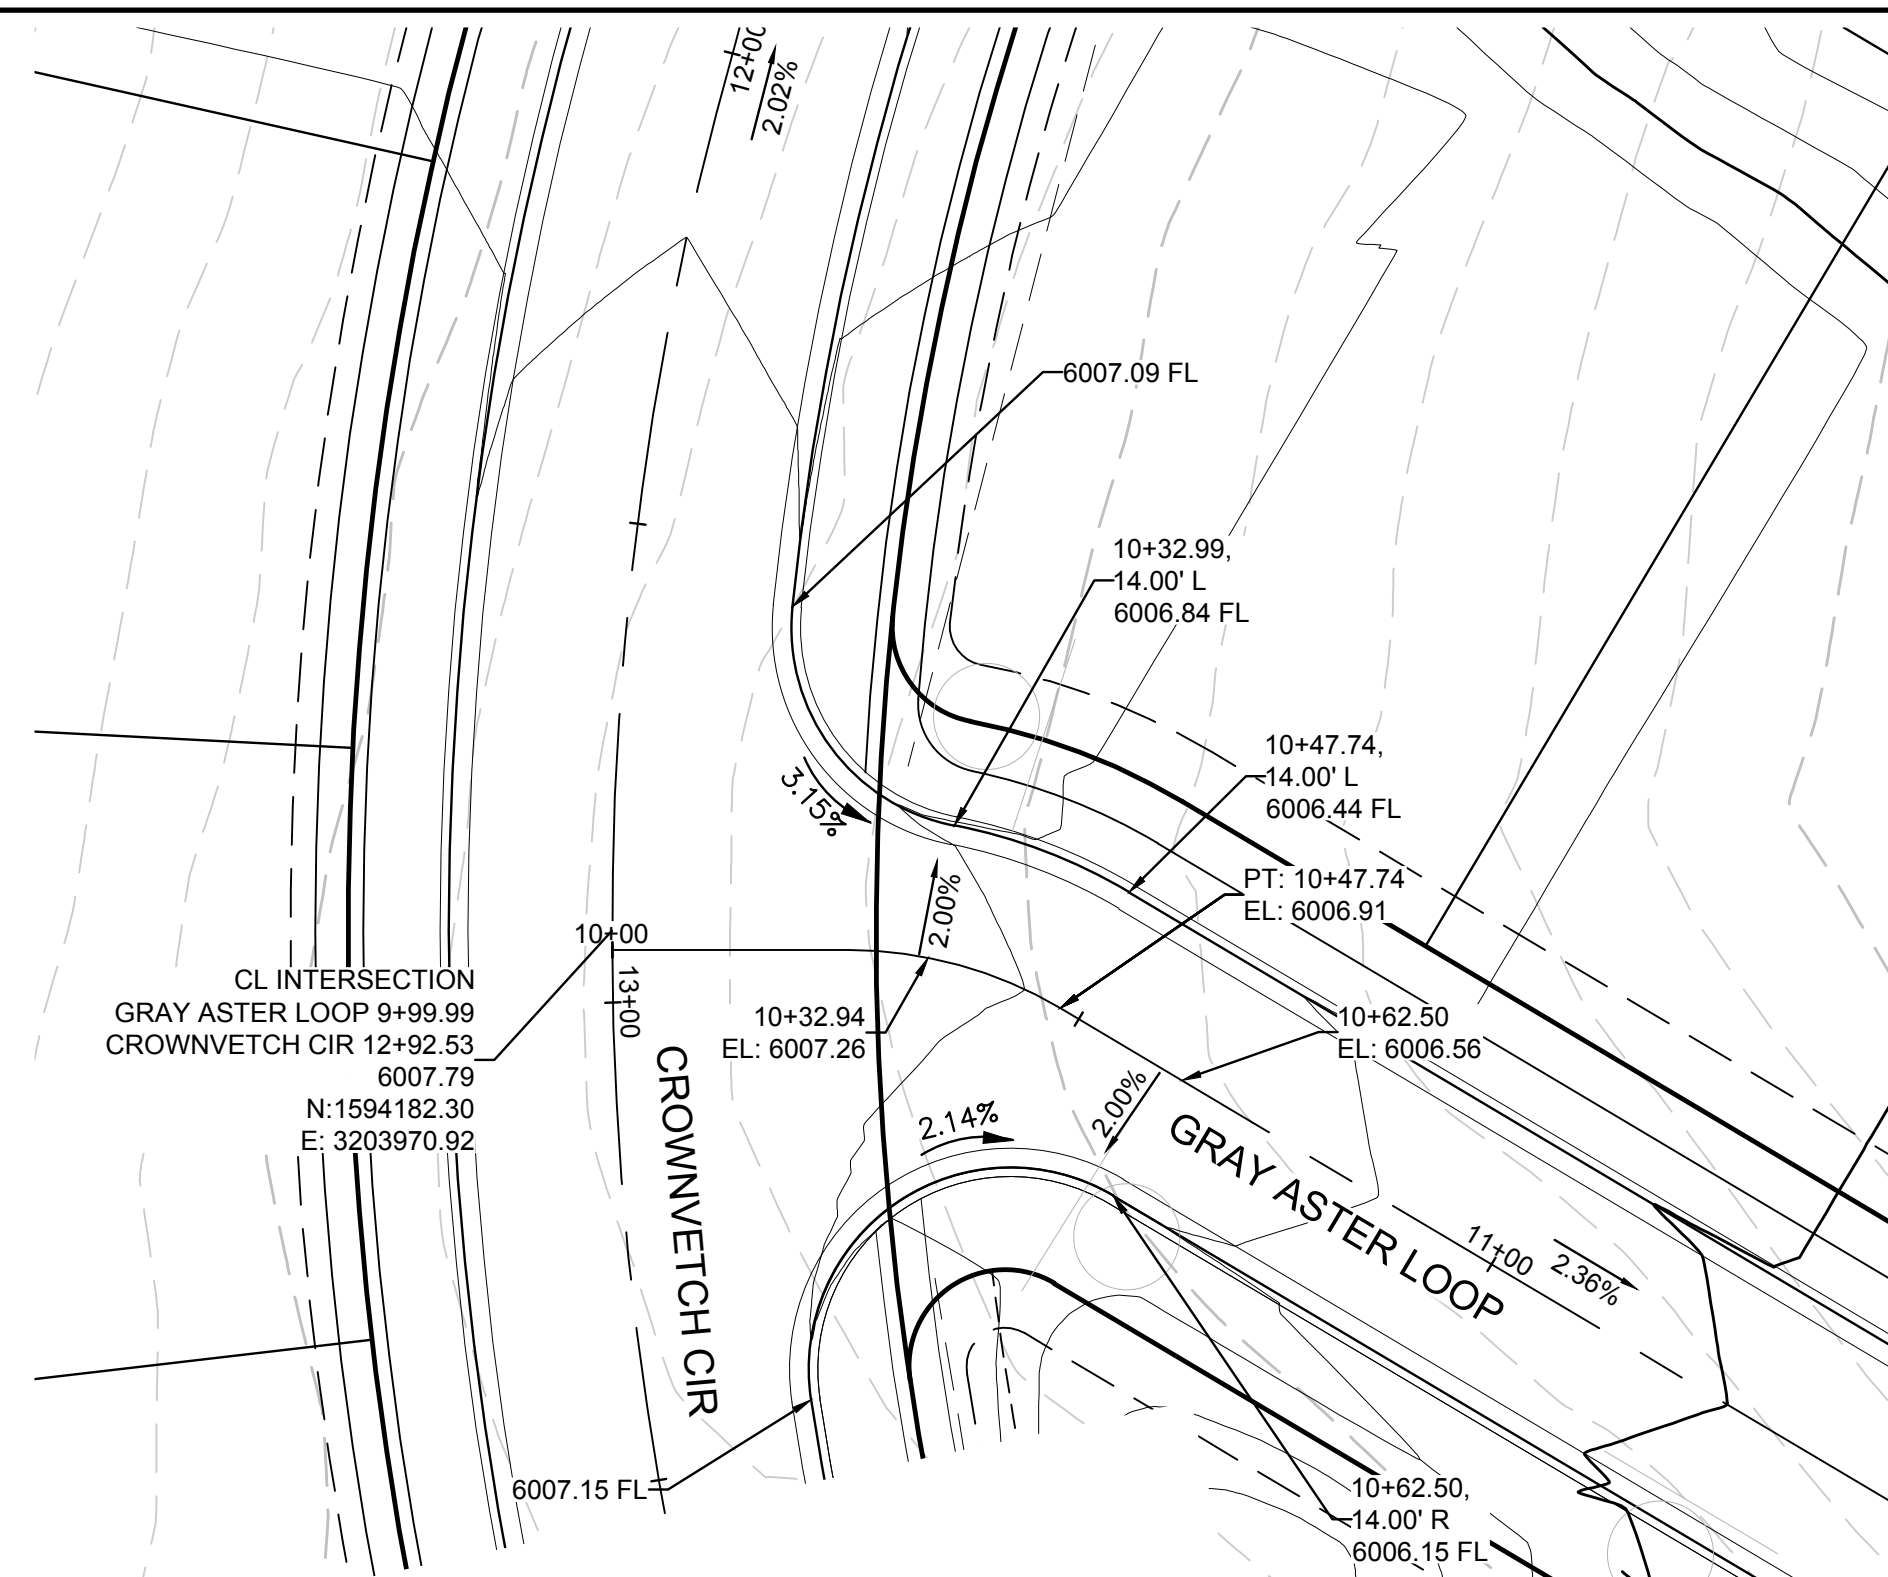 12+00
2.02%
6007.09 FL
10+32.99,
14.00' L
6006.84 FL
10+47.74,
14.00' L
6006.44 FL
3.15%
PT: 10+47.74
EL: 6006.91
2.00%
10+00
CL INTERSECTION
GRAY ASTER LOOP 9+99.99
CROWNVETCH CIR 12+92.53
6007.79
N:1594182.30
E: 3203970.92
13+00
10+32.94
EL: 6007.26
10+62.50
EL: 6006.56
CROWNVETCH CIR
2.14%
2.00%
GRAY ASTER LOOP
11+00
2.36%
6007.15 FL
10+62.50,
14.00' R
6006.15 FL